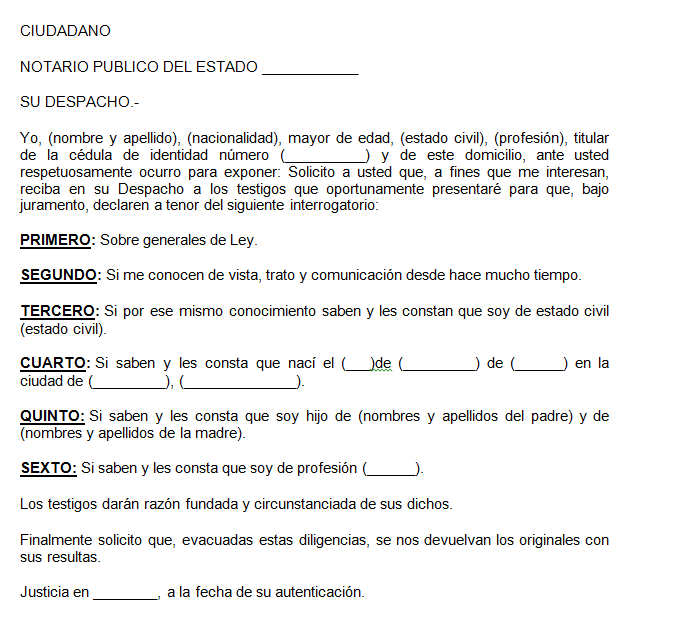 CIUDADANO
NOTARIO PUBLICO DEL ESTADO ____________
SU DESPACHO.-
Yo, (nombre y apellido), (nacionalidad), mayor de edad, (estado civil), (profesión), titular
de la cédula de identidad número (__________) y de este domicilio, ante usted
respetuosamente ocurro para exponer: Solicito a usted que, a fines que me interesan,
reciba en su Despacho a los testigos que oportunamente presentaré para que, bajo
juramento, declaren a tenor del siguiente interrogatorio:
PRIMERO: Sobre generales de Ley.
SEGUNDO: Si me conocen de vista, trato y comunicación desde hace mucho tiempo.
TERCERO: Si por ese mismo conocimiento saben y les constan que soy de estado civil
(estado civil).
CUARTO: Si saben y les consta que nací el (___)de (_________) de (______) en la
ciudad de (_________), (______________).
QUINTO: Si saben y les consta que soy hijo de (nombres y apellidos del padre) y de
(nombres y apellidos de la madre).
SEXTO: Si saben y les consta que soy de profesión (______).
Los testigos darán razón fundada y circunstanciada de sus dichos.
Finalmente solicito que, evacuadas estas diligencias, se nos devuelvan los originales con
sus resultas.
Justicia en ________, a la fecha de su autenticación.